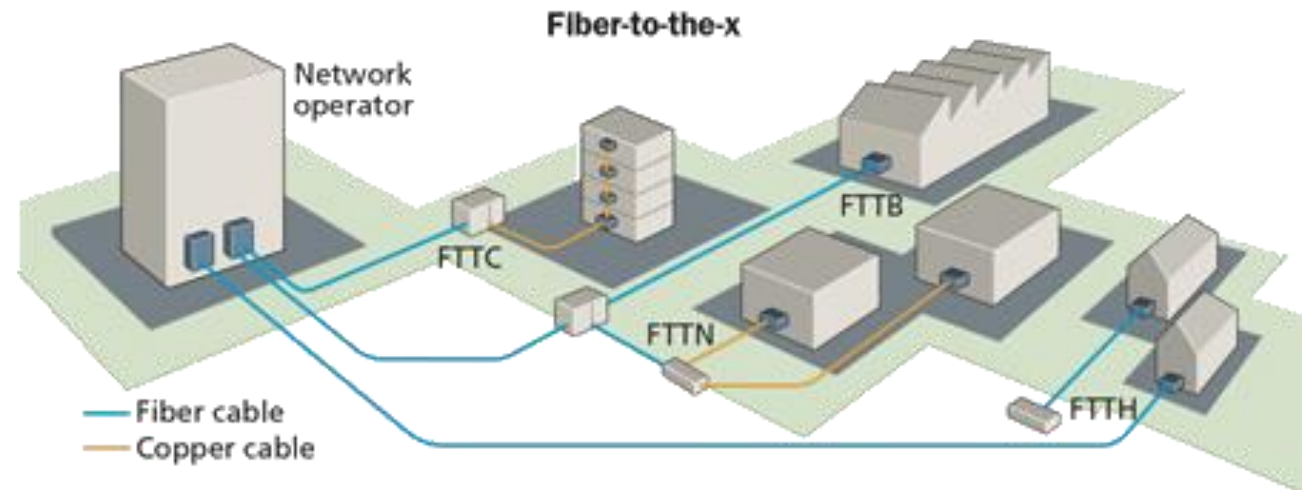 Fiber-to-the-x
Network
operator
FTTB
FTTC
FTTN
FTTH
Fiber cable
Copper cable